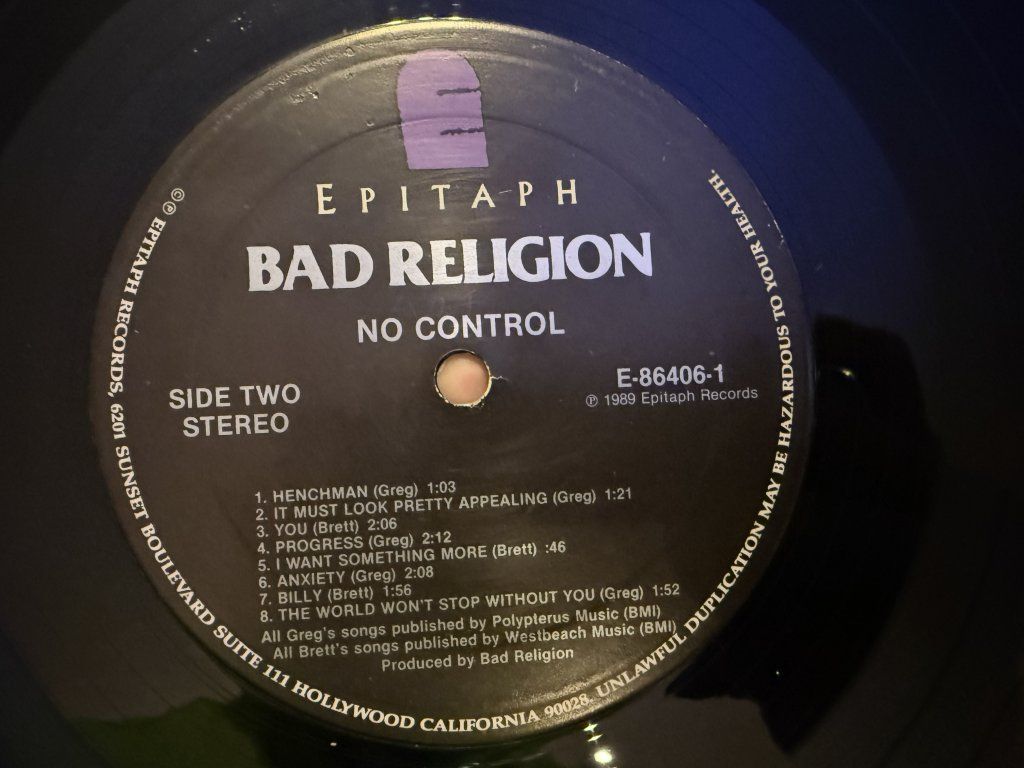 EPITAPH
BAD RELIGION
NO CONTROL
SIDE TWO
STEREO
E-86406-1
℗ 1989 Epitaph Records
1. HENCHMAN (Greg) 1:03
2. IT MUST LOOK PRETTY APPEALING (Greg) 1:21
3. YOU (Brett) 2:06
4. PROGRESS (Greg) 2:12
5. I WANT SOMETHING MORE (Brett) :46
6. ANXIETY (Greg) 2:08
7. BILLY (Brett) 1:56
8. THE WORLD WON'T STOP WITHOUT YOU (Greg) 1:52
All Greg's songs published by Polypterus Music (BMI)
All Brett's songs published by Westbeach Music (BMI)
Produced by Bad Religion
©℗ EPITAPH RECORDS, 6201 SUNSET BOULEVARD SUITE 111 HOLLYWOOD CALIFORNIA 90028. UNLAWFUL DUPLICATION MAY BE HAZARDOUS TO YOUR HEALTH.